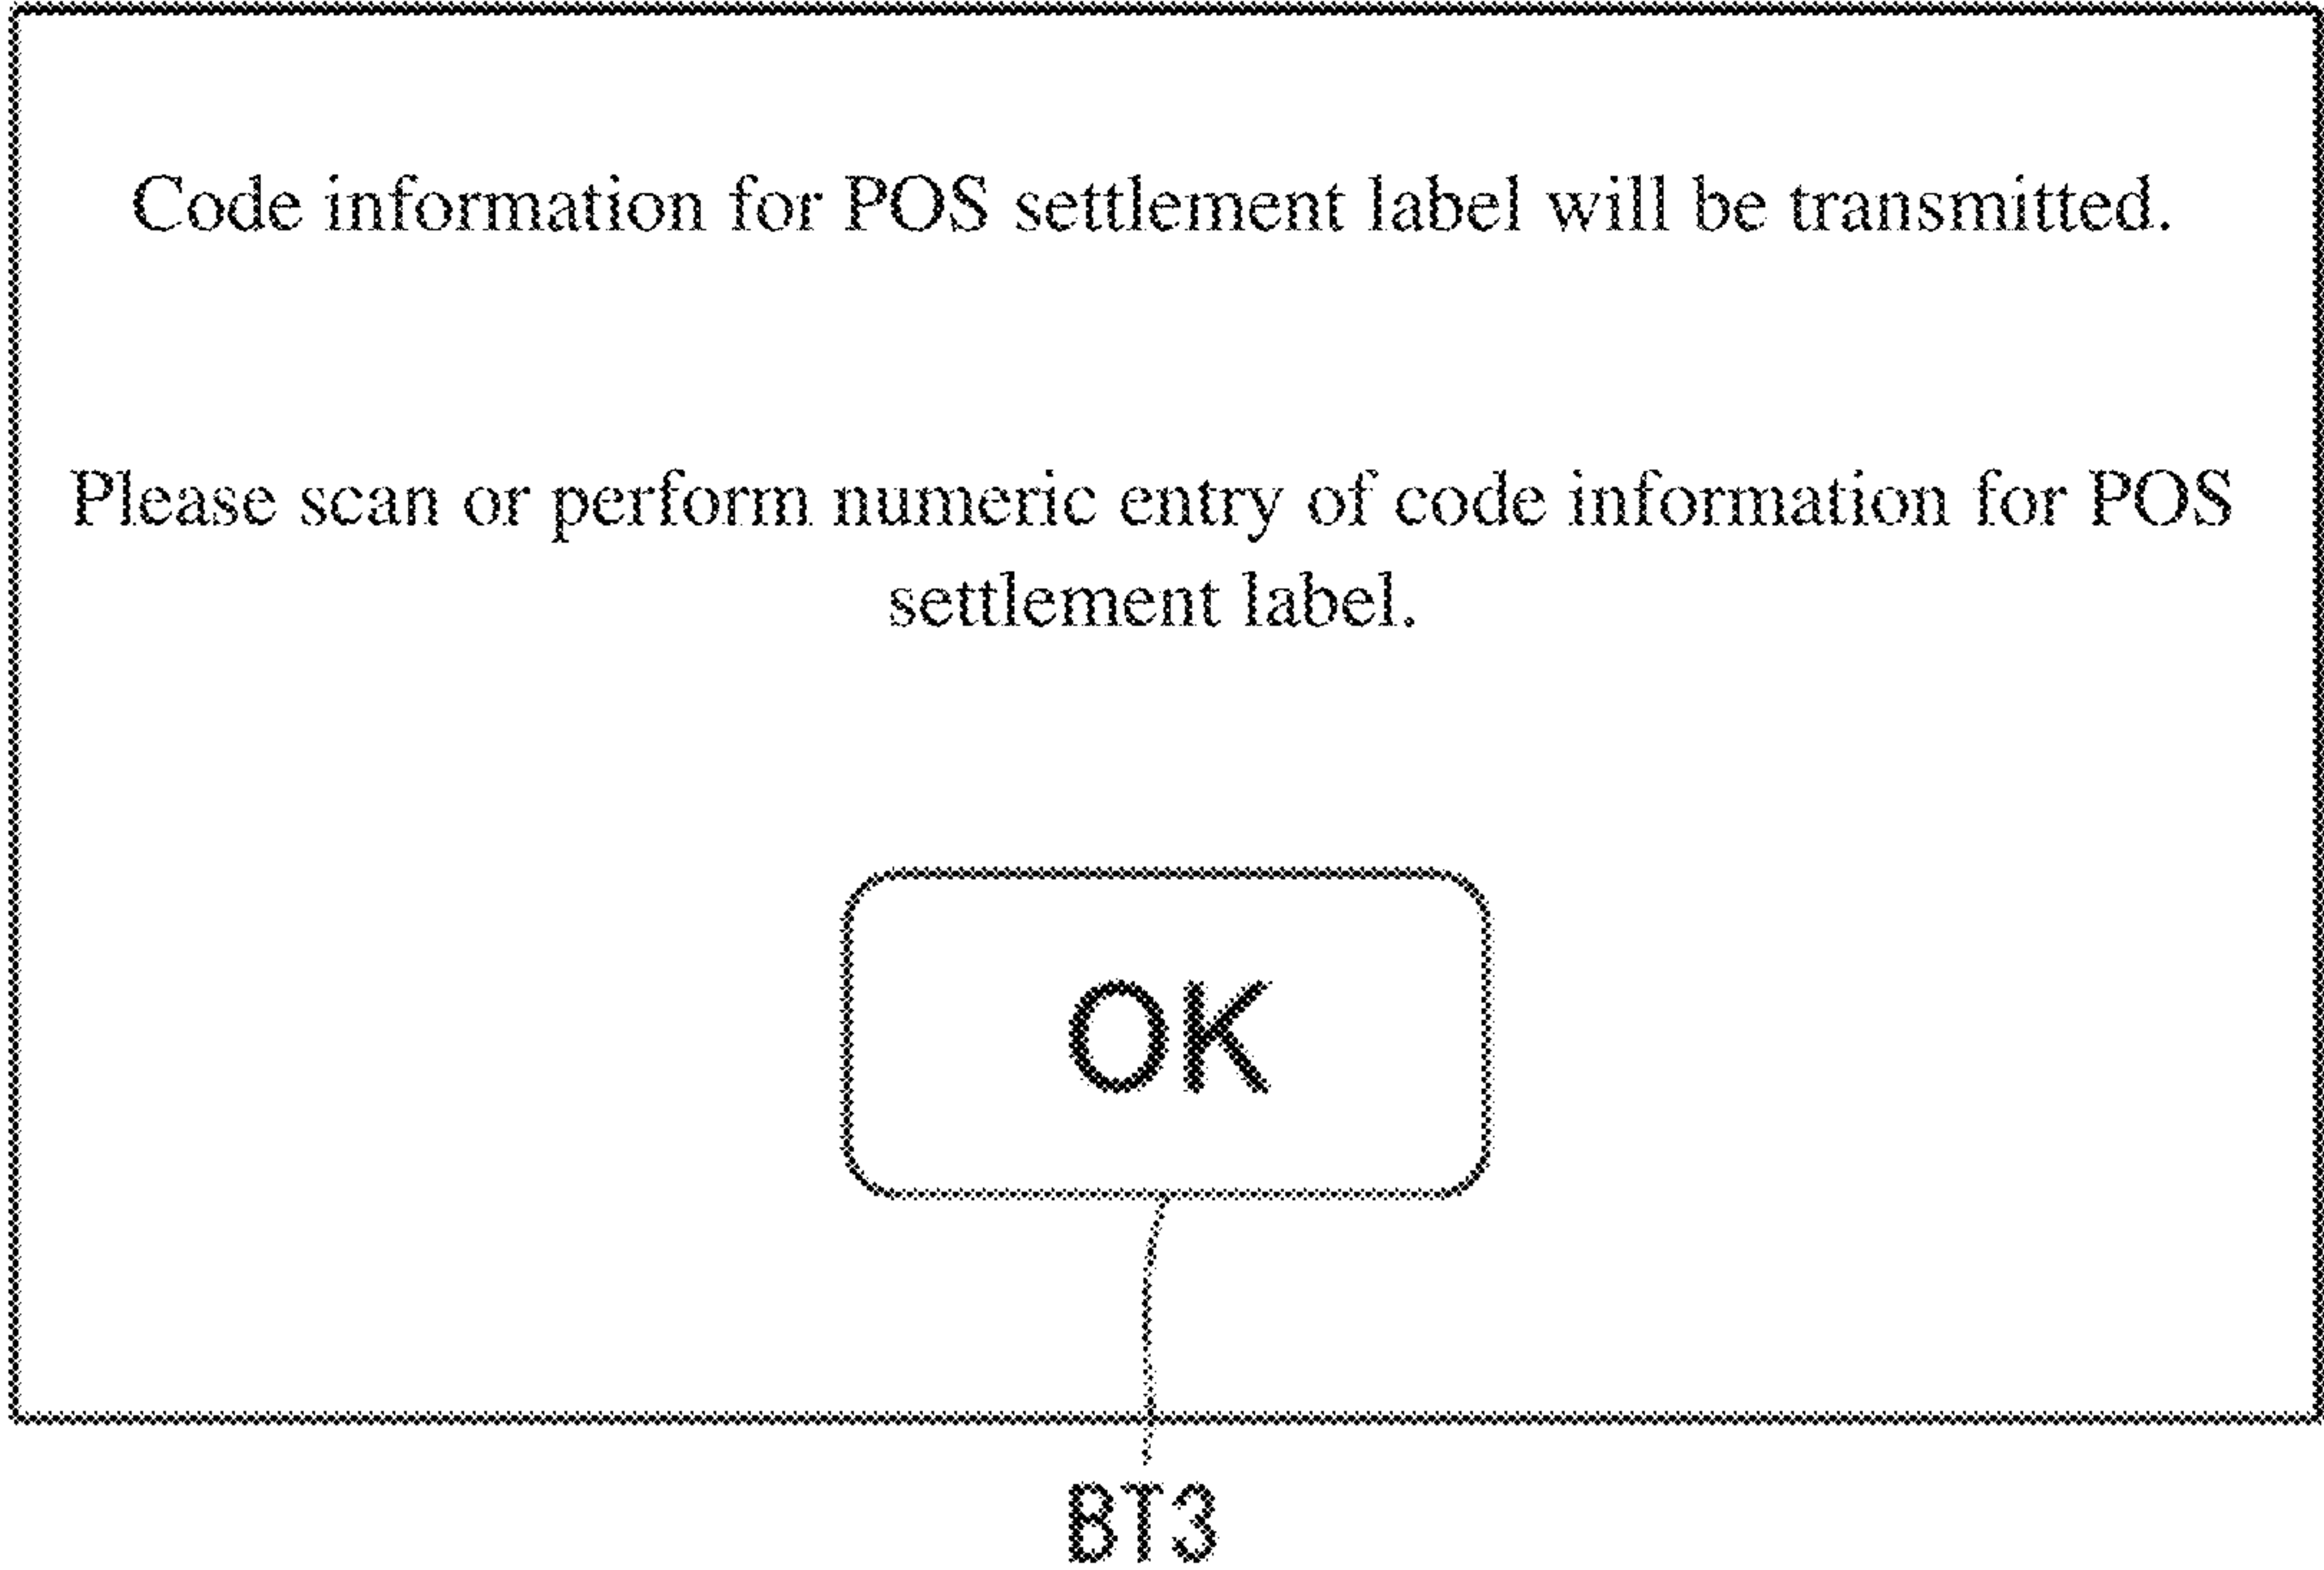 Code information for POS settlement label will be transmitted.
Please scan or perform numeric entry of code information for POS
settlement label.
OK
BT3